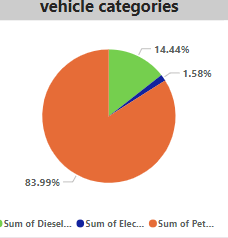 vehicle categories
14.44%
1.58%
83.99%
Sum of Diesel... Sum of Elec... Sum of Pet...